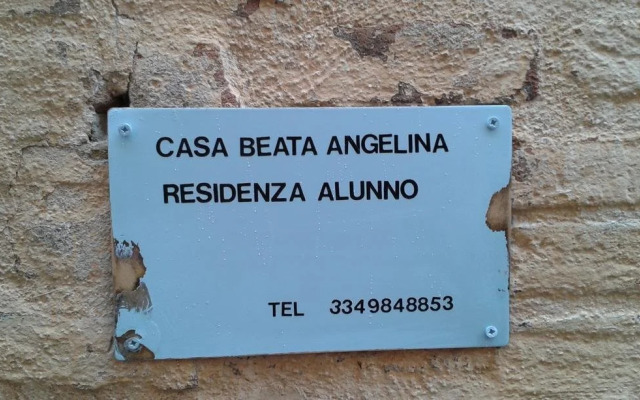 CASA BEATA ANGELINA
RESIDENZA ALUNNO
TEL 3349848853